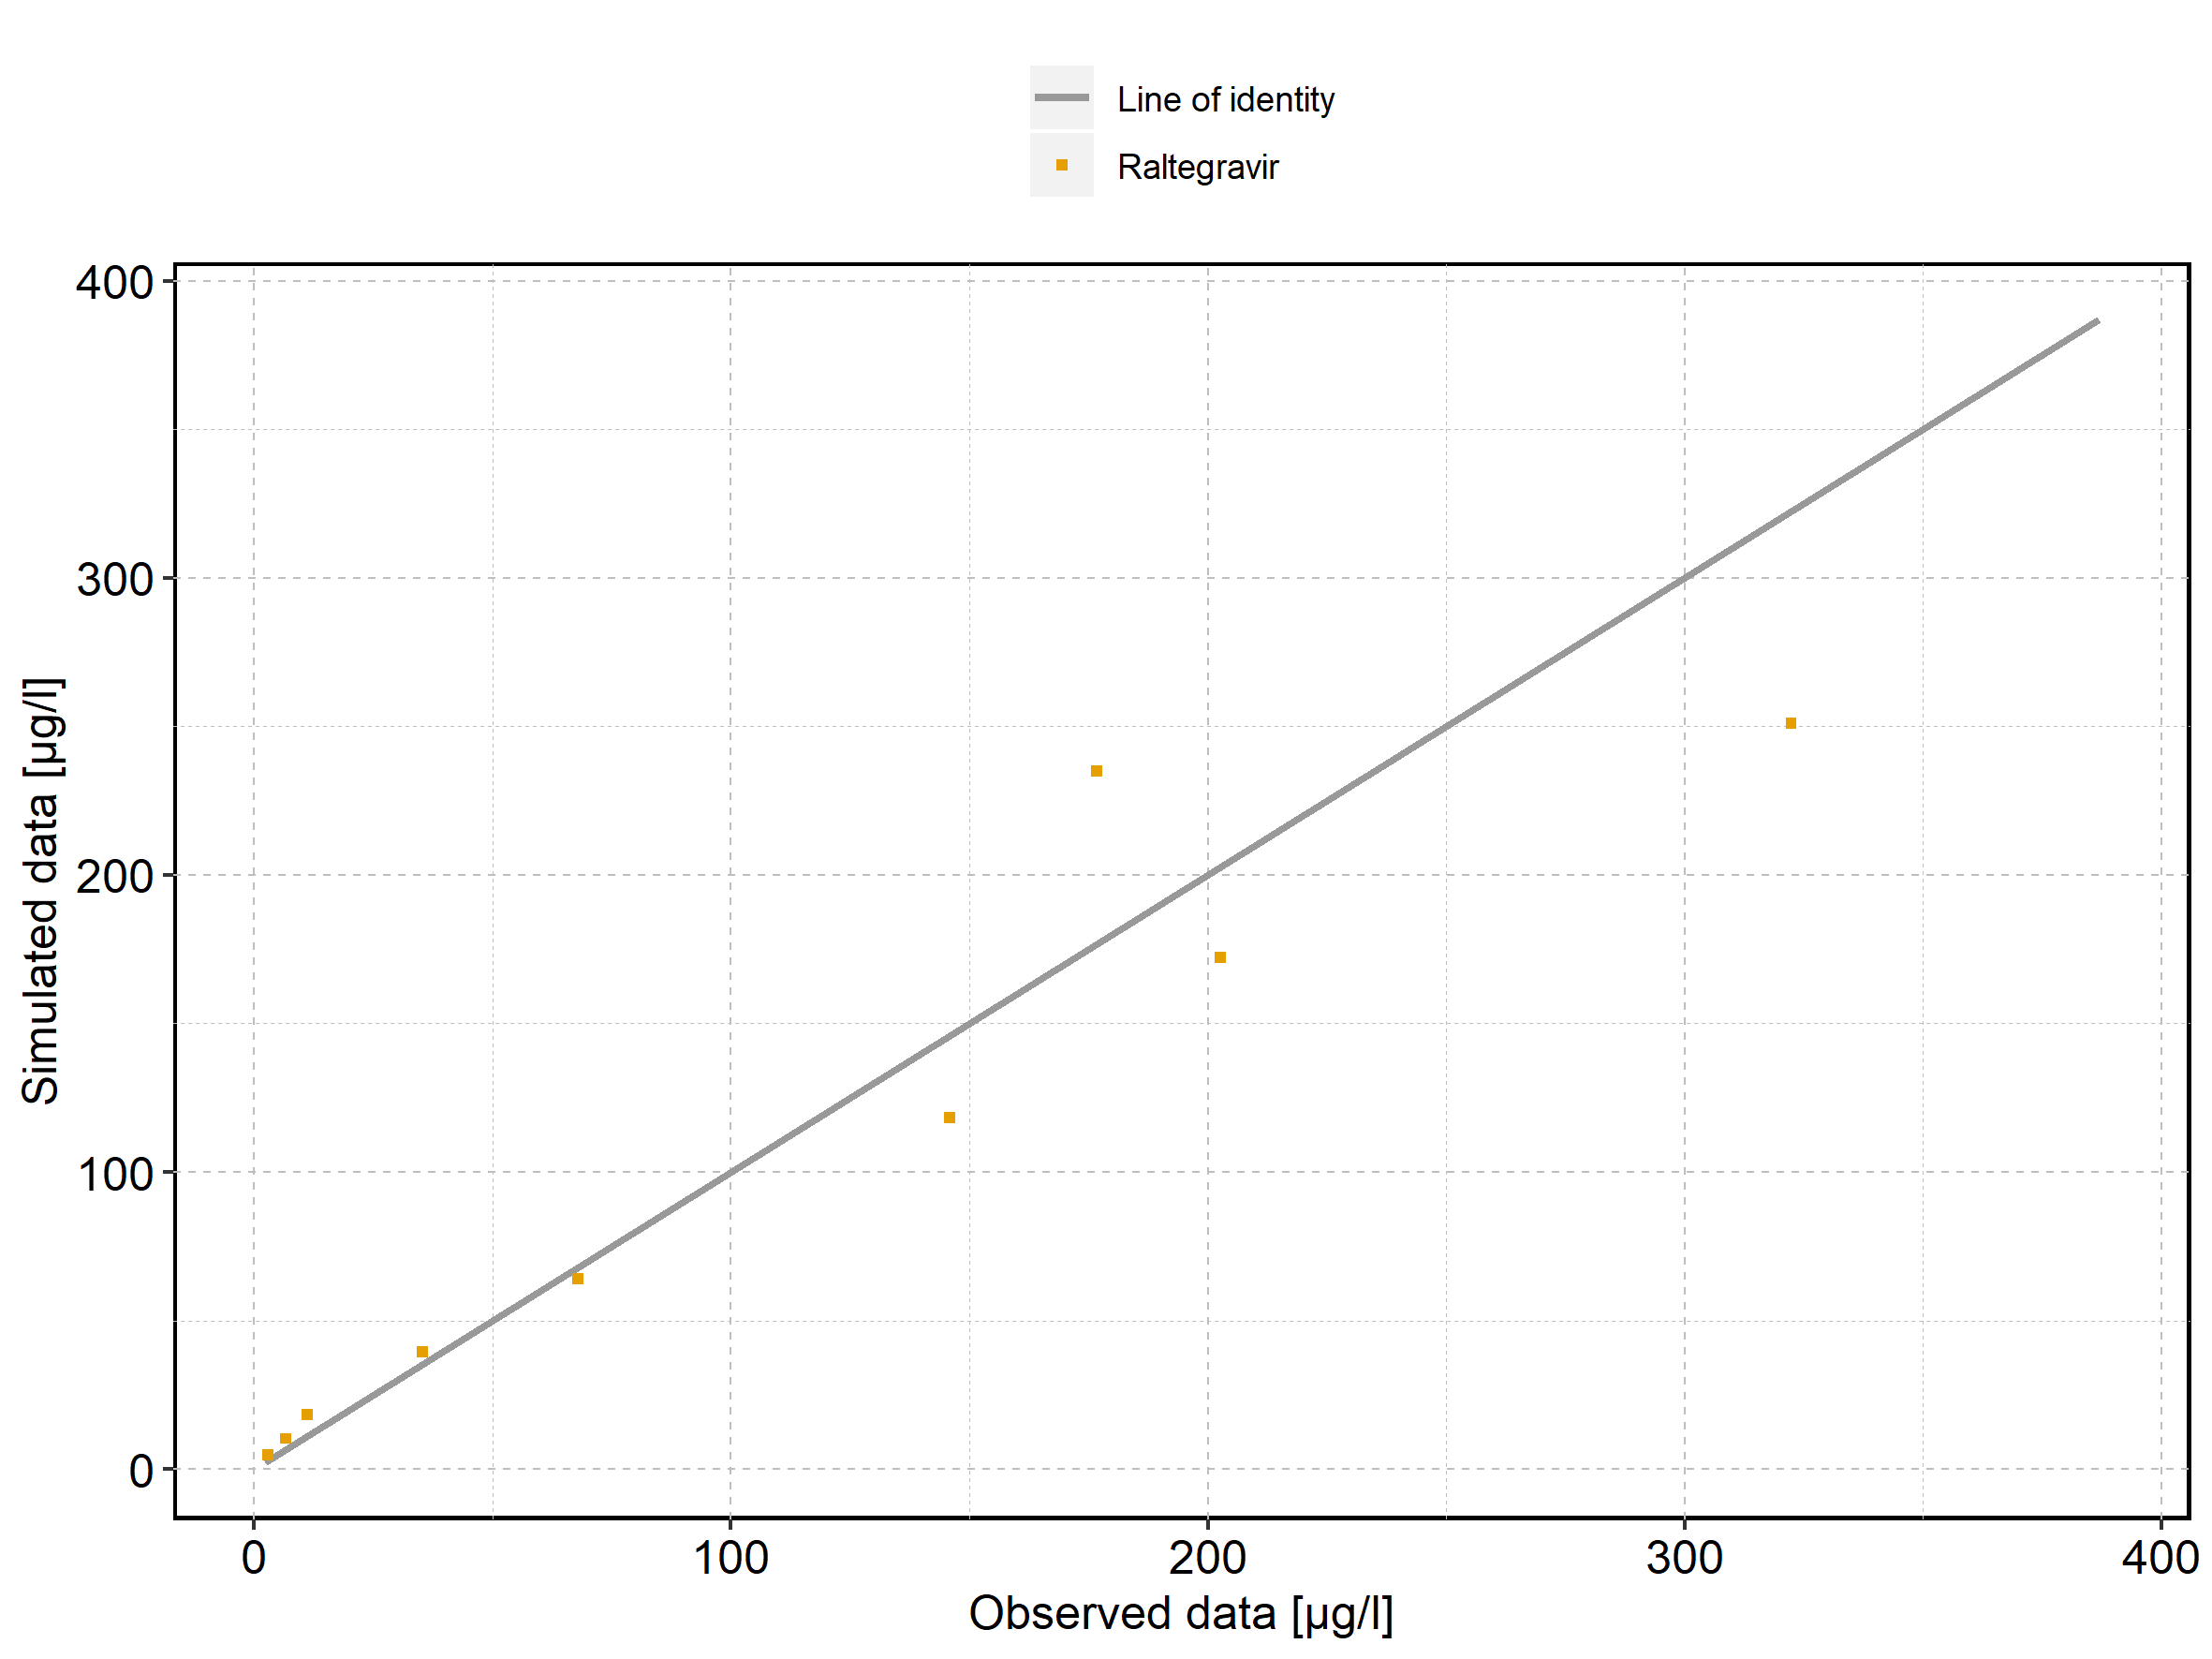 Line of identity
Raltegravir
400
300
200
100
0
Simulated data [µg/l]
0 100 200 300 400
Observed data [µg/l]